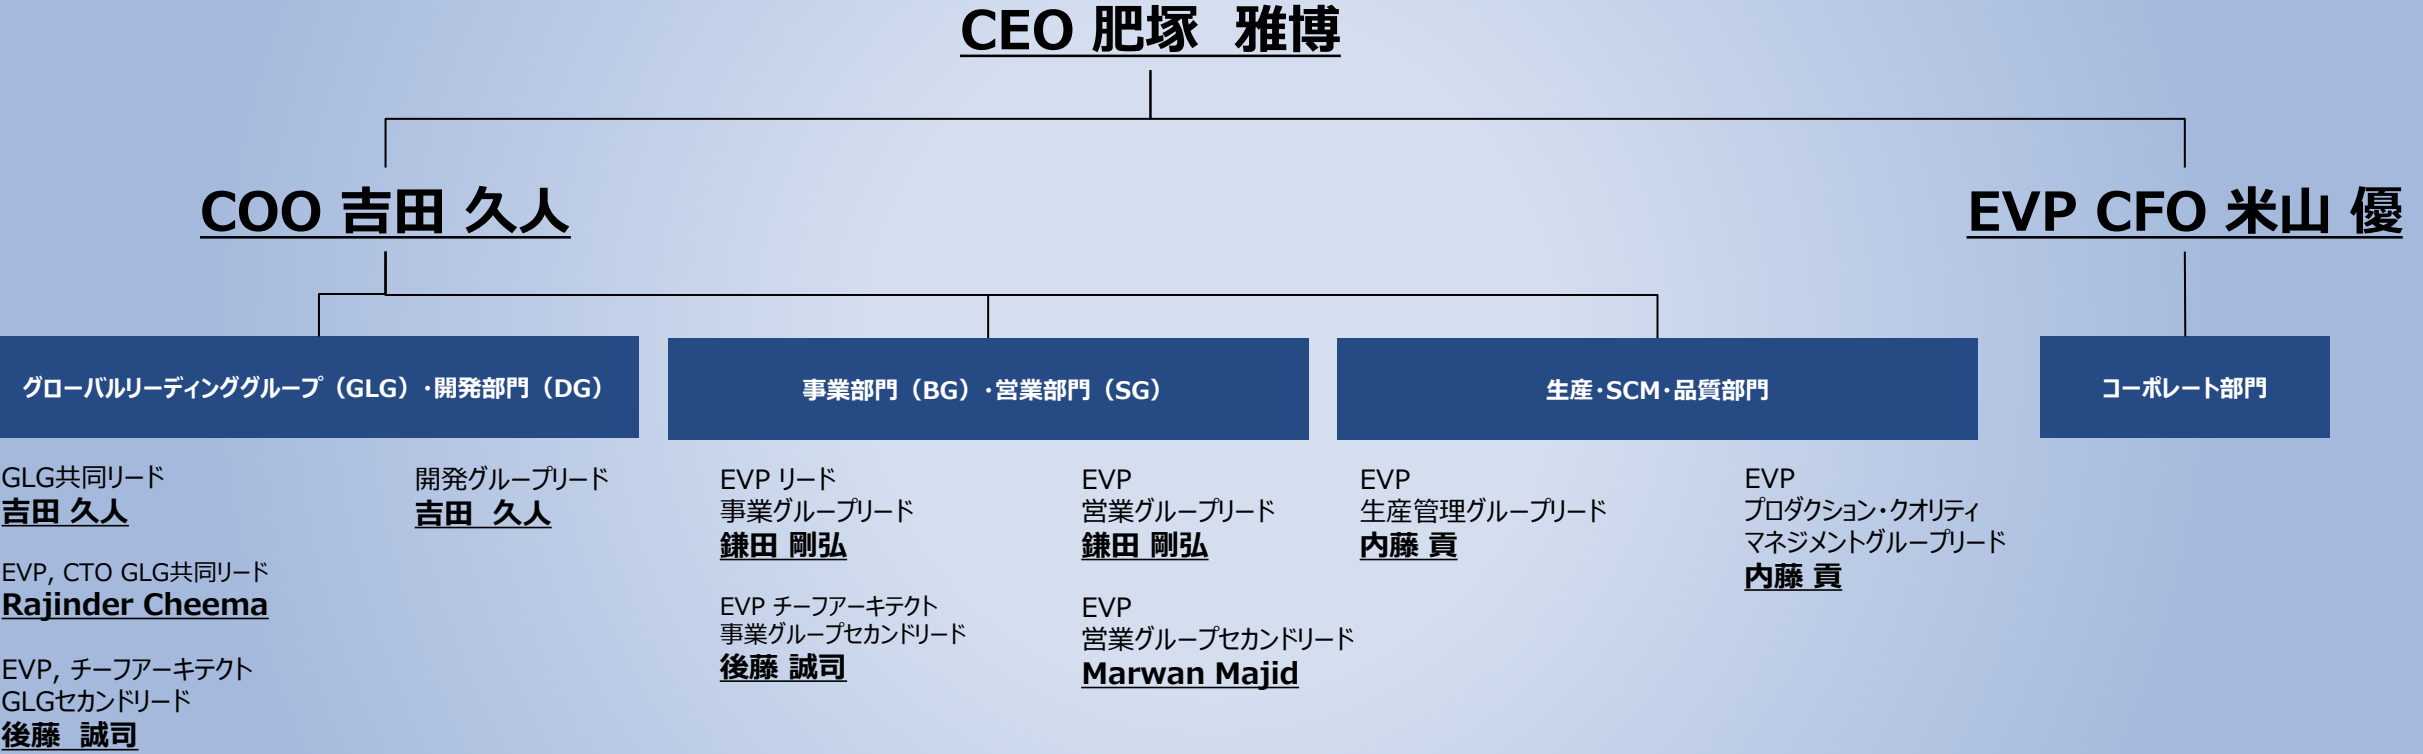 CEO 肥塚　雅博
COO 吉田 久人
EVP CFO 米山 優
グローバルリーディンググループ（GLG）・開発部門（DG）
事業部門（BG）・営業部門（SG）
生産・SCM・品質部門
コーポレート部門
GLG共同リード
吉田 久人
EVP, CTO GLG共同リード
Rajinder Cheema
EVP, チーフアーキテクト
GLGセカンドリード
後藤　誠司
開発グループリード
吉田　久人
EVP リード
事業グループリード
鎌田 剛弘
EVP チーフアーキテクト
事業グループセカンドリード
後藤 誠司
EVP
営業グループリード
鎌田 剛弘
EVP
営業グループセカンドリード
Marwan Majid
EVP
生産管理グループリード
内藤 貢
EVP
プロダクション・クオリティ
マネジメントグループリード
内藤 貢